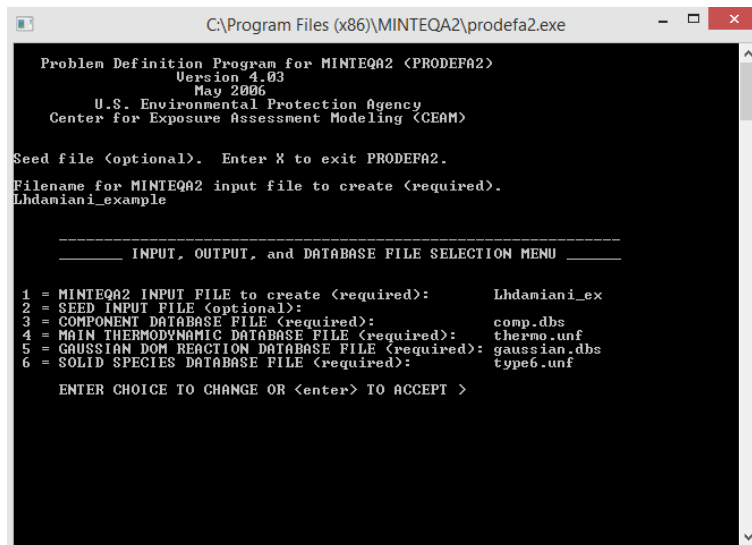 C:\Program Files (x86)\MINTEQA2\prodefa2.exe
Problem Definition Program for MINTEQA2 (PRODEFA2)
Version 4.03
May 2006
U.S. Environmental Protection Agency
Center for Exposure Assessment Modeling (CEAM)
Seed file (optional). Enter X to exit PRODEFA2.
Filename for MINTEQA2 input file to create (required).
Lhdamiani_example
_______ INPUT, OUTPUT, and DATABASE FILE SELECTION MENU ______
1 = MINTEQA2 INPUT FILE to create (required): Lhdamiani_ex
2 = SEED INPUT FILE (optional):
3 = COMPONENT DATABASE FILE (required): comp.dbs
4 = MAIN THERMODYNAMIC DATABASE FILE (required): thermo.unf
5 = GAUSSIAN DOM REACTION DATABASE FILE (required): gaussian.dbs
6 = SOLID SPECIES DATABASE FILE (required): type6.unf
ENTER CHOICE TO CHANGE OR <enter> TO ACCEPT >